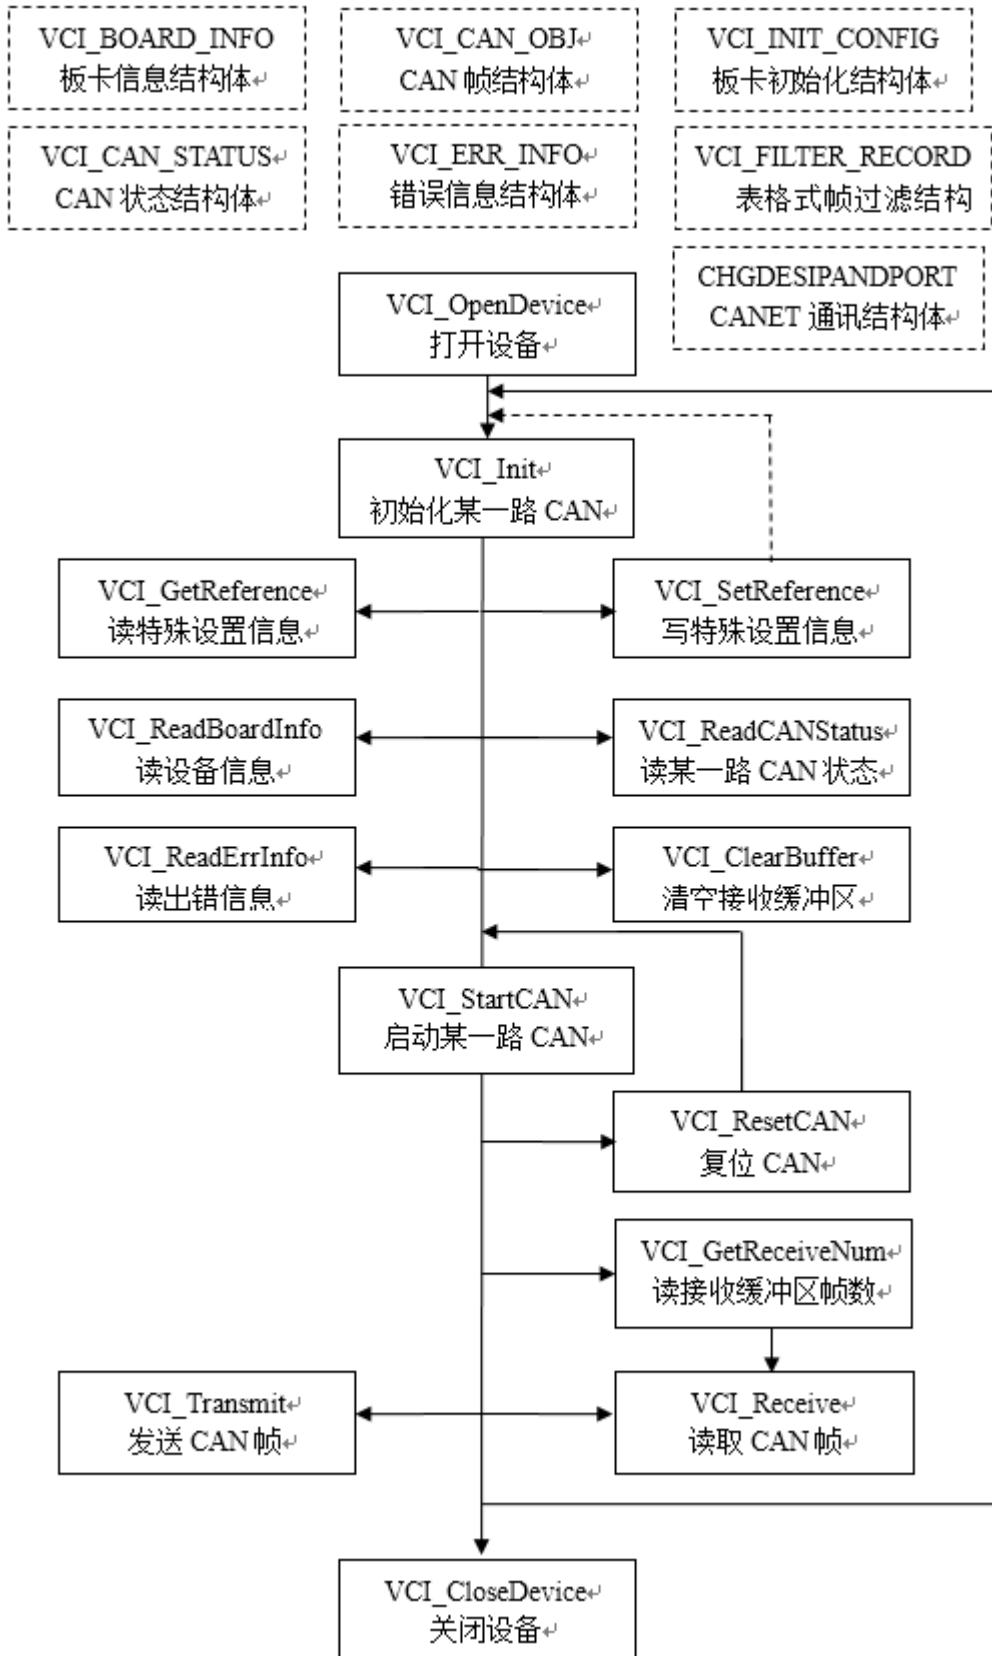 VCI_BOARD_INFO
板卡信息结构体↵
VCI_CAN_OBJ↵
CAN 帧结构体↵
VCI_INIT_CONFIG
板卡初始化结构体↵
VCI_CAN_STATUS↵
CAN 状态结构体↵
VCI_ERR_INFO↵
错误信息结构体↵
VCI_FILTER_RECORD
表格式帧过滤结构
CHGDESIPANDPORT
CANET 通讯结构体↵
VCI_OpenDevice↵
打开设备↵
VCI_Init↵
初始化某一路 CAN↵
VCI_GetReference↵
读特殊设置信息↵
VCI_SetReference↵
写特殊设置信息↵
VCI_ReadBoardInfo
读设备信息↵
VCI_ReadCANStatus↵
读某一路 CAN 状态↵
VCI_ReadErrInfo↵
读出错信息↵
VCI_ClearBuffer↵
清空接收缓冲区↵
VCI_StartCAN↵
启动某一路 CAN↵
VCI_ResetCAN↵
复位 CAN↵
VCI_GetReceiveNum↵
读接收缓冲区帧数↵
VCI_Transmit↵
发送 CAN 帧↵
VCI_Receive↵
读取 CAN 帧↵
VCI_CloseDevice↵
关闭设备↵